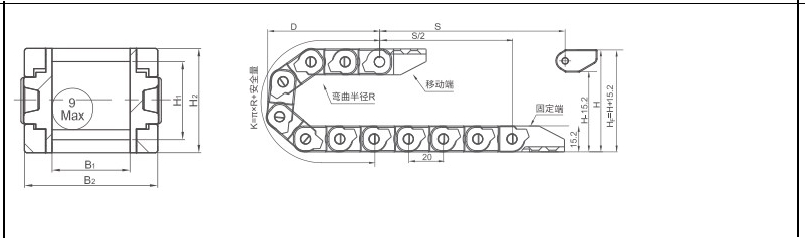 9
Max
H1
H2
B1
B2
D
S
S/2
K=π×R+安全量
弯曲半径R
移动端
固定端
20
15.2
H-15.2
H
HF=H+15.2